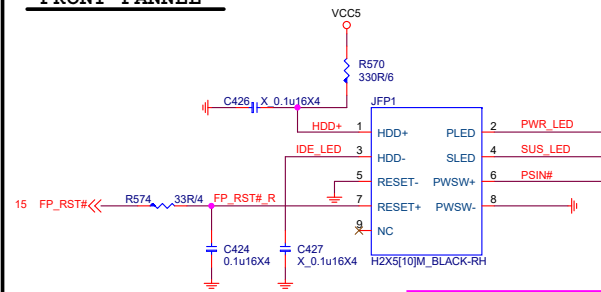 FRONT PANNEL
VCC5
R570
330R/6
C426 X_0.1u16X4
JFP1
HDD+ 1 HDD+ PLED 2 PWR_LED
IDE_LED 3 HDD- SLED 4 SUS_LED
5 RESET- PWSW+ 6 PSIN#
15 FP_RST# R574 33R/4 FP_RST#_R 7 RESET+ PWSW- 8
9 NC
C424
0.1u16X4
C427
X_0.1u16X4
H2X5[10]M_BLACK-RH